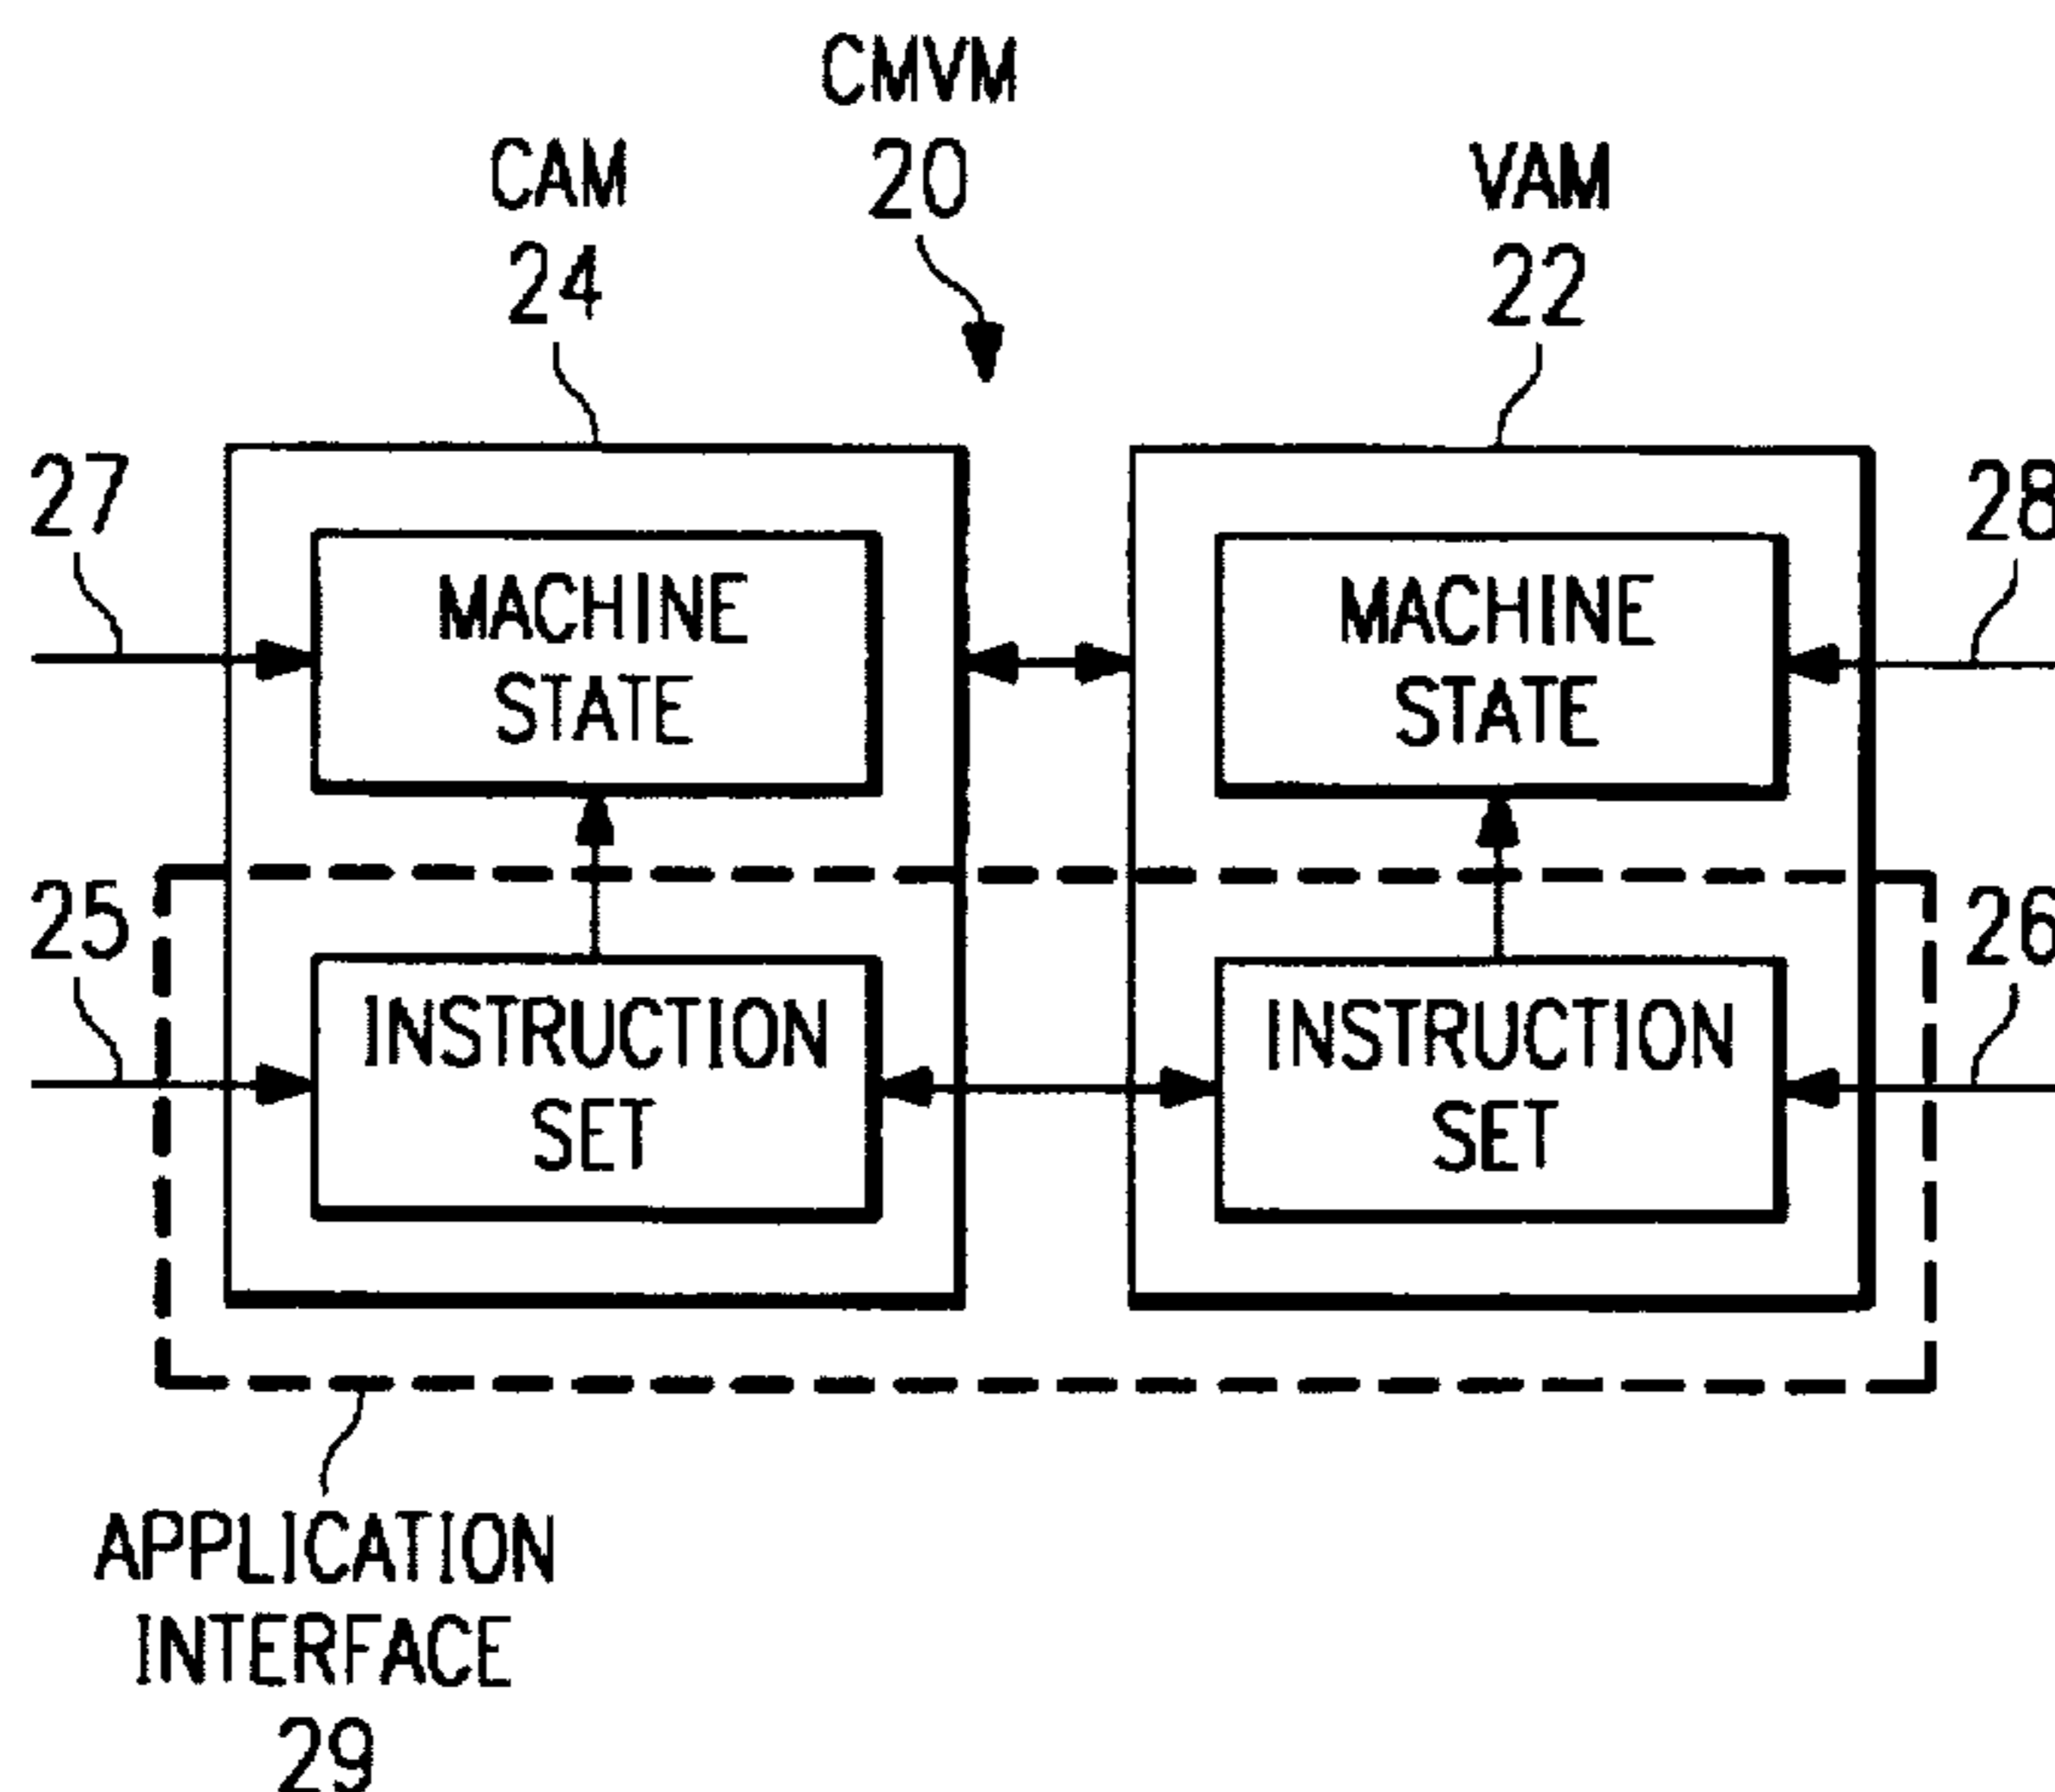 CMVM
20
CAM
24
VAM
22
27
28
MACHINE
STATE
MACHINE
STATE
25
26
INSTRUCTION
SET
INSTRUCTION
SET
APPLICATION
INTERFACE
29